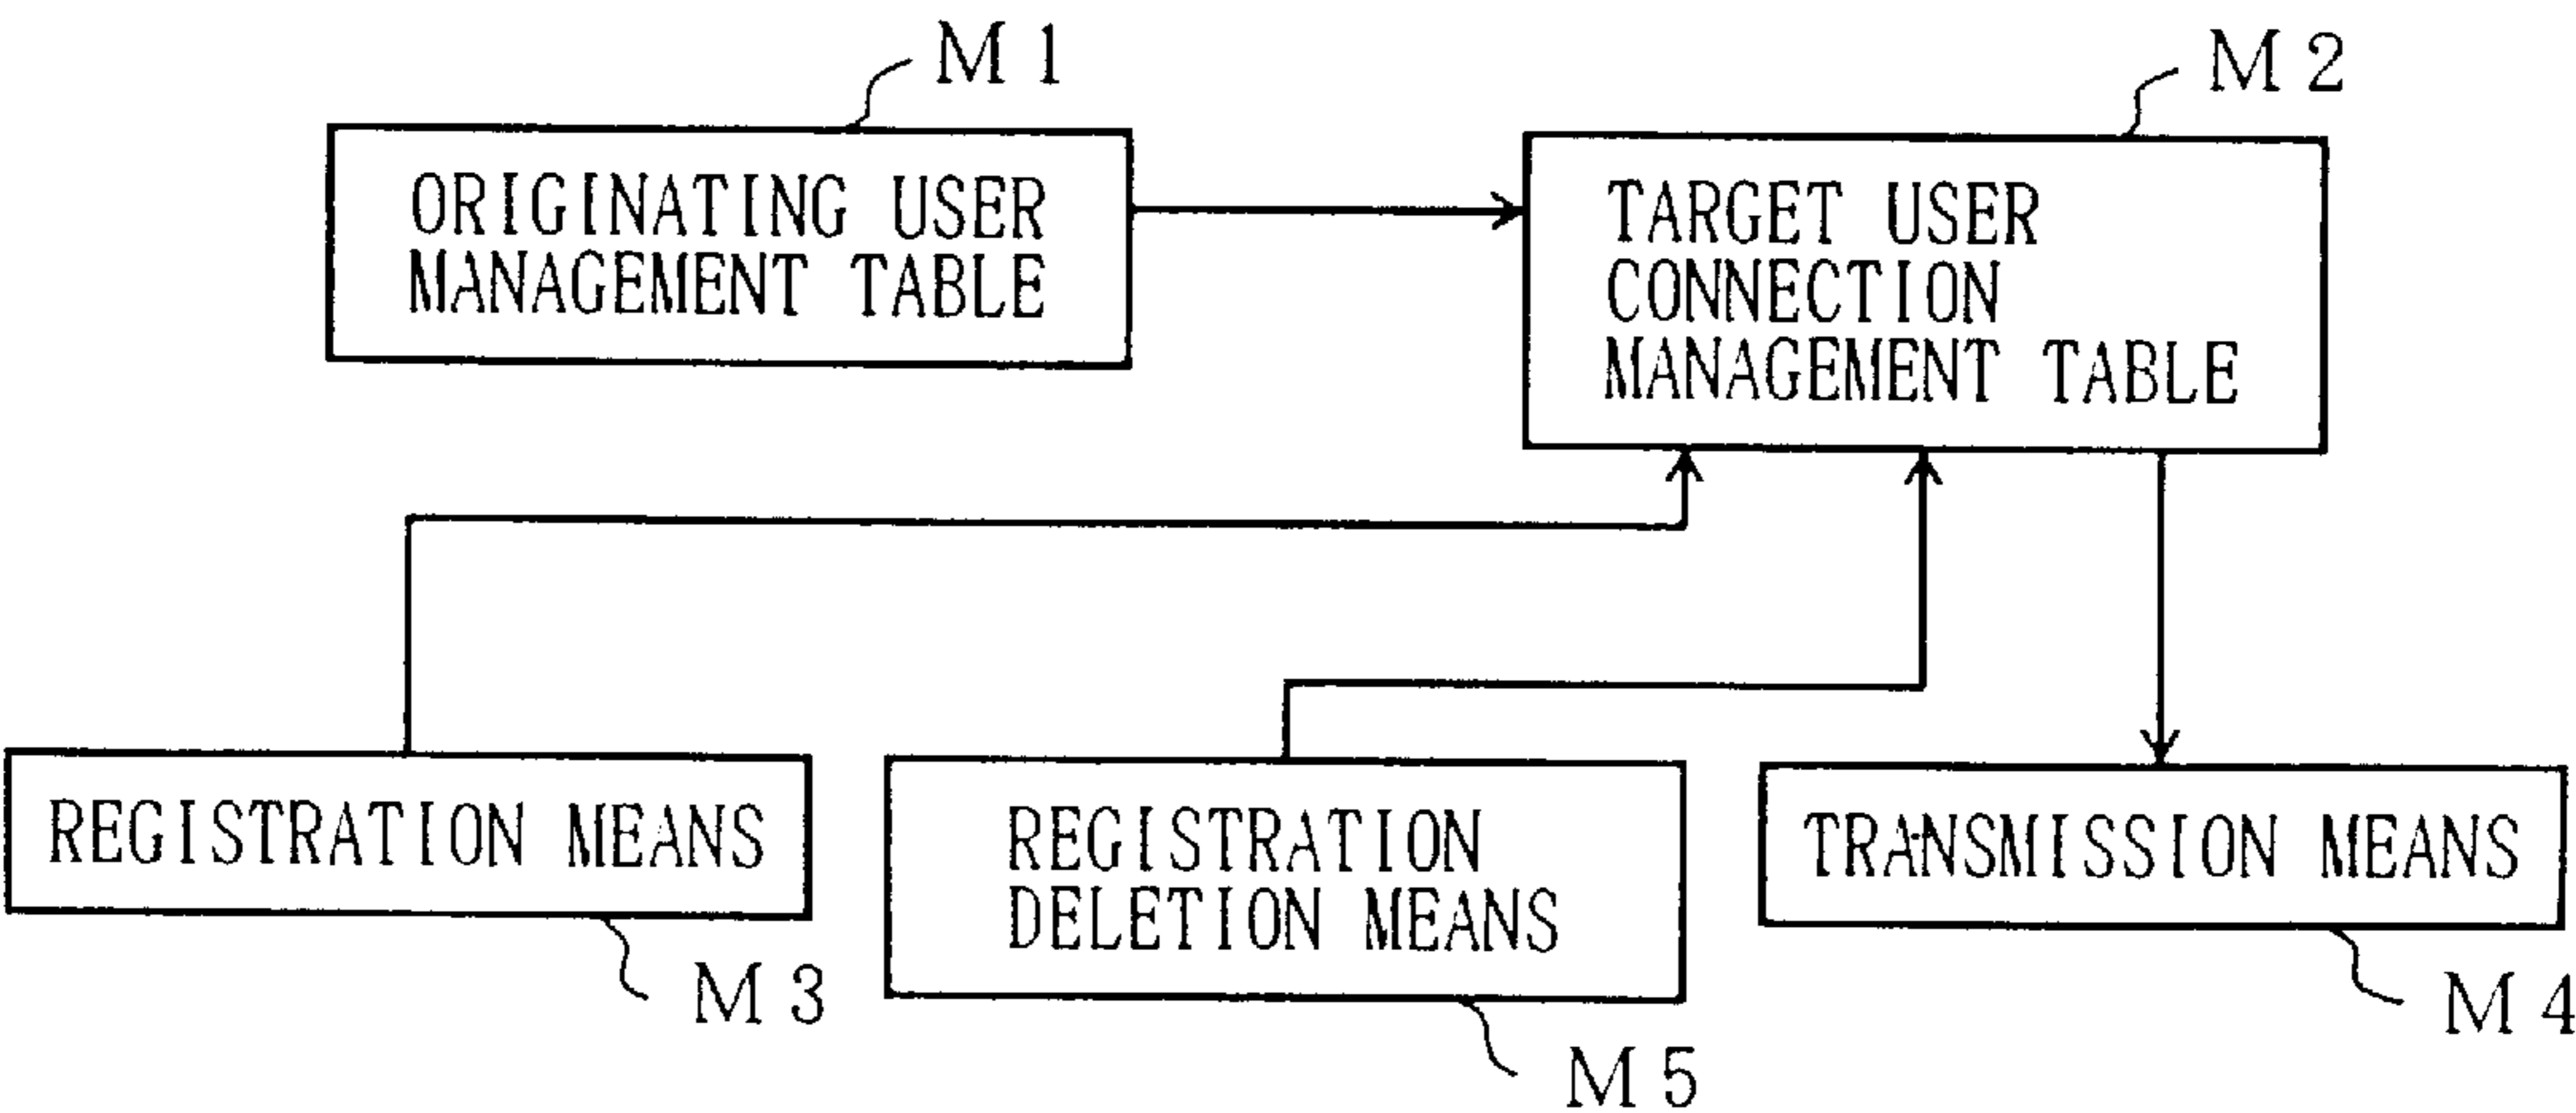 M1
M2
ORIGINATING USER
MANAGEMENT TABLE
TARGET USER
CONNECTION
MANAGEMENT TABLE
REGISTRATION MEANS
REGISTRATION
DELETION MEANS
TRANSMISSION MEANS
M3
M5
M4